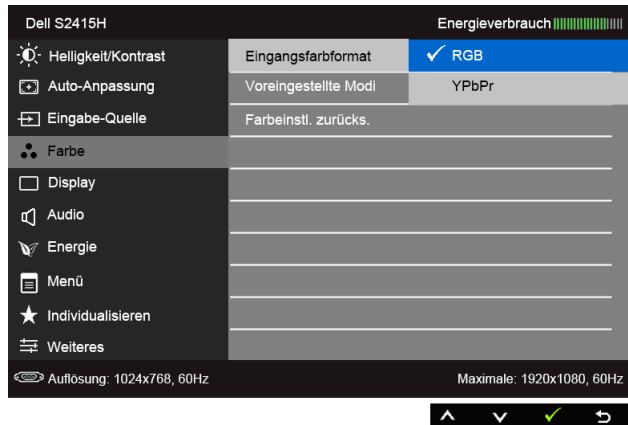 Dell S2415H Energieverbrauch
Helligkeit/Kontrast Eingangsfarbformat RGB
Auto-Anpassung Voreingestellte Modi YPbPr
Eingabe-Quelle Farbeinstl. zurücks.
Farbe
Display
Audio
Energie
Menü
Individualisieren
Weiteres
Auflösung: 1024x768, 60Hz Maximale: 1920x1080, 60Hz